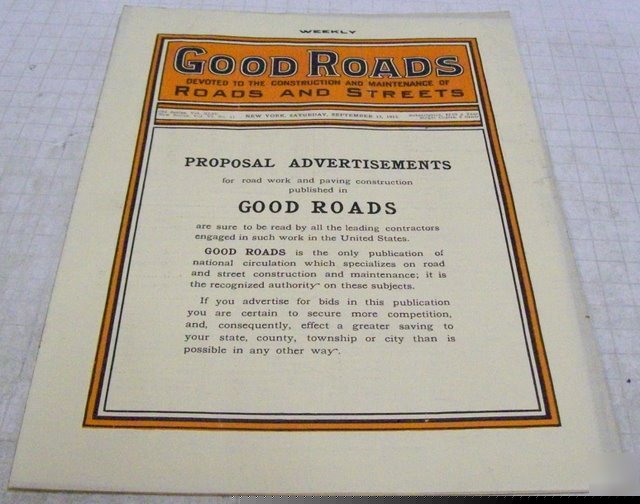 WEEKLY
GOOD ROADS
DEVOTED TO THE CONSTRUCTION AND MAINTENANCE OF
ROADS AND STREETS
NEW YORK, SATURDAY, SEPTEMBER 13, 1913
PROPOSAL ADVERTISEMENTS
for road work and paving construction
published in
GOOD ROADS
are sure to be read by all the leading contractors
engaged in such work in the United States.
GOOD ROADS is the only publication of
national circulation which specializes on road
and street construction and maintenance; it is
the recognized authority on these subjects.
If you advertise for bids in this publication
you are certain to secure more competition,
and, consequently, effect a greater saving to
your state, county, township or city than is
possible in any other way.